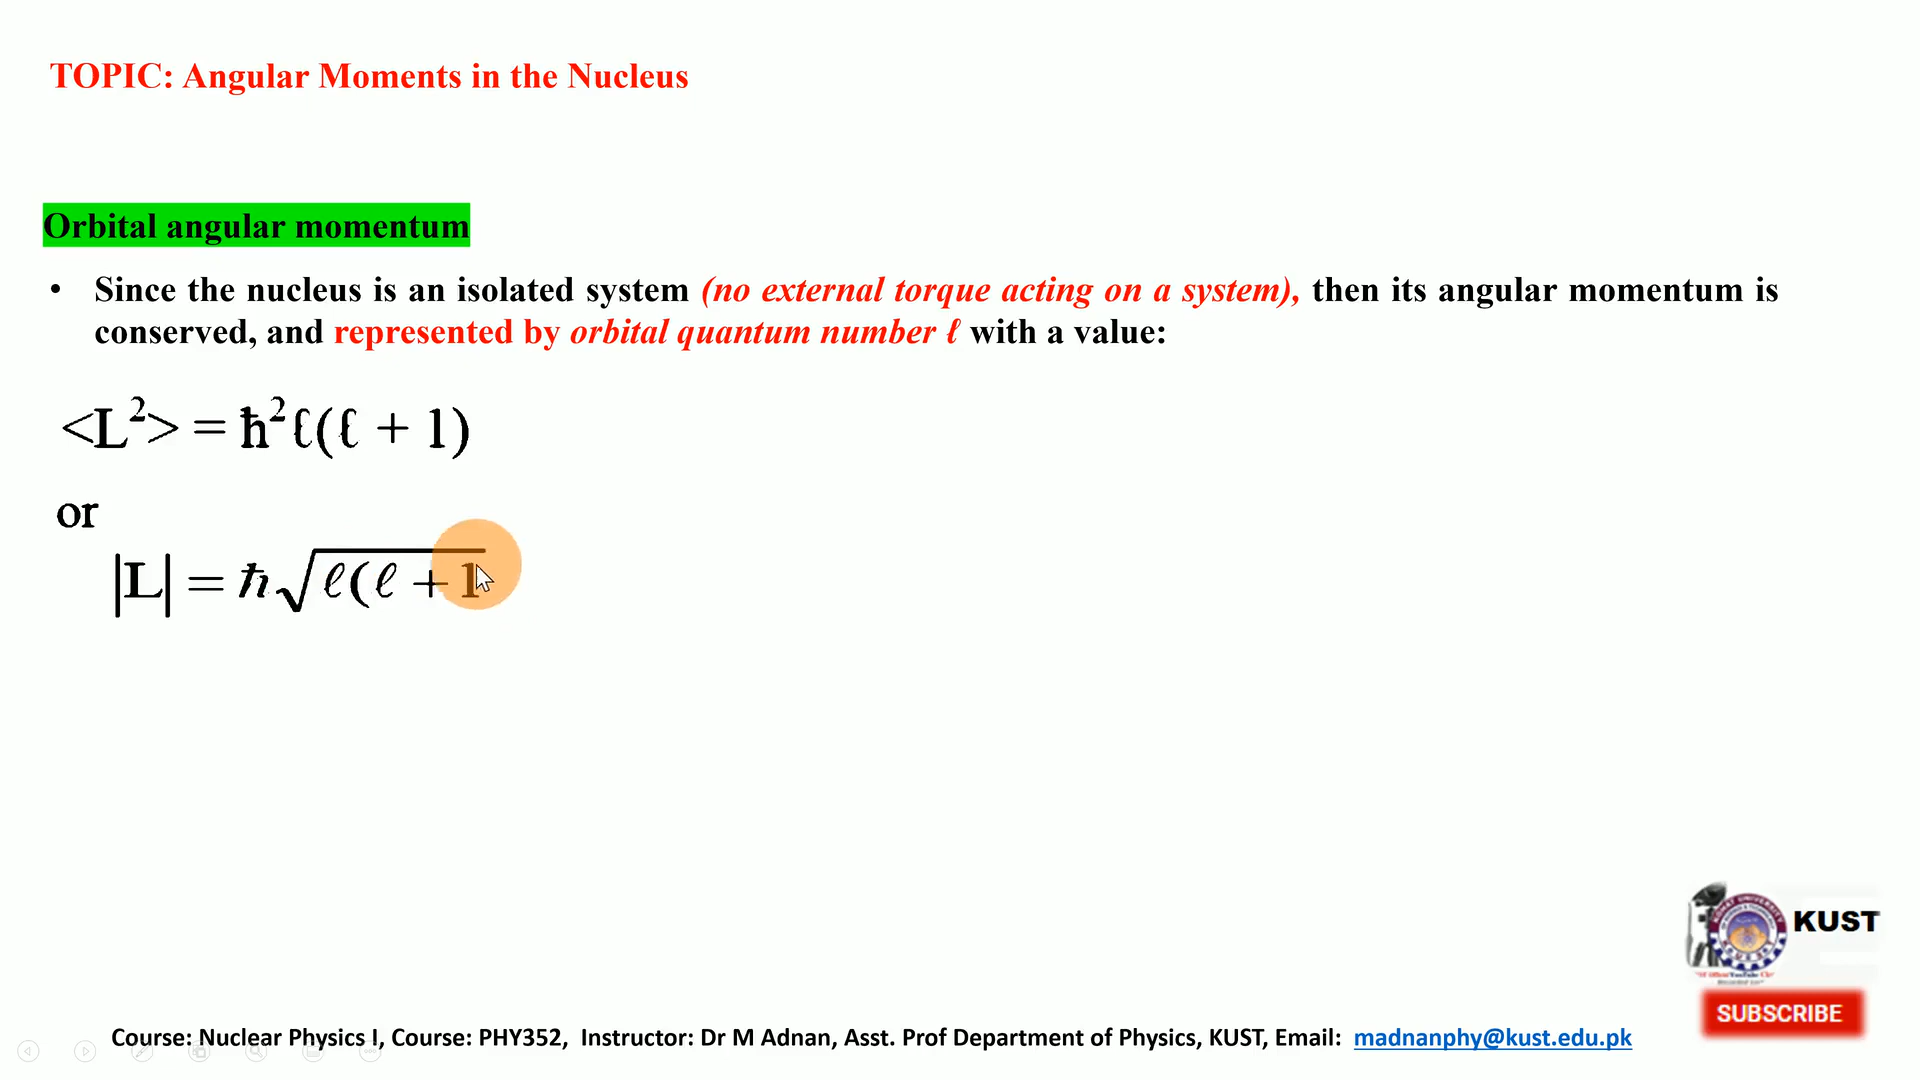 TOPIC: Angular Moments in the Nucleus
Orbital angular momentum
• Since the nucleus is an isolated system (no external torque acting on a system), then its angular momentum is
conserved, and represented by orbital quantum number ℓ with a value:
<L²> = ħ²ℓ(ℓ + 1)
or
|L| = ħ√ℓ(ℓ + 1
KUST
SUBSCRIBE
Course: Nuclear Physics I, Course: PHY352, Instructor: Dr M Adnan, Asst. Prof Department of Physics, KUST, Email: madnanphy@kust.edu.pk